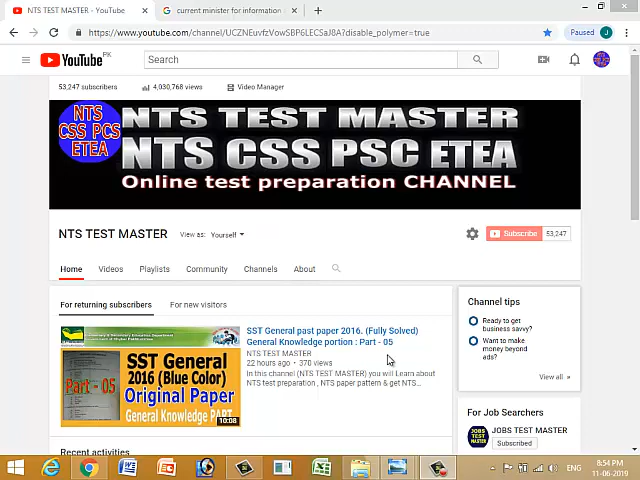 NTS TEST MASTER - YouTube
current minister for information
https://www.youtube.com/channel/UCZNEuvfzVowSBP6LECSaJ8A?disable_polymer=true
Paused
J
YouTube PK
Search
53,247 subscribers
4,030,768 views
Video Manager
NTS
CSS PCS
ETEA
NTS TEST MASTER
NTS CSS PSC ETEA
Online test preparation CHANNEL
NTS TEST MASTER
View as: Yourself
Subscribe 53,247
Home
Videos
Playlists
Community
Channels
About
For returning subscribers
For new visitors
Part - 05
SST General
2016 (Blue Color)
Original Paper
General Knowledge PART
10:08
SST General past paper 2016. (Fully Solved)
General Knowledge portion : Part - 05
NTS TEST MASTER
22 hours ago • 370 views
In this channel (NTS TEST MASTER) you will Learn about
NTS test preparation , NTS paper pattern & get NTS...
Recent activities
Channel tips
Ready to get
business savvy?
Want to make
money beyond
ads?
View all »
For Job Searchers
JOBS TEST MASTER
Subscribed
ENG
8:54 PM
11-06-2019